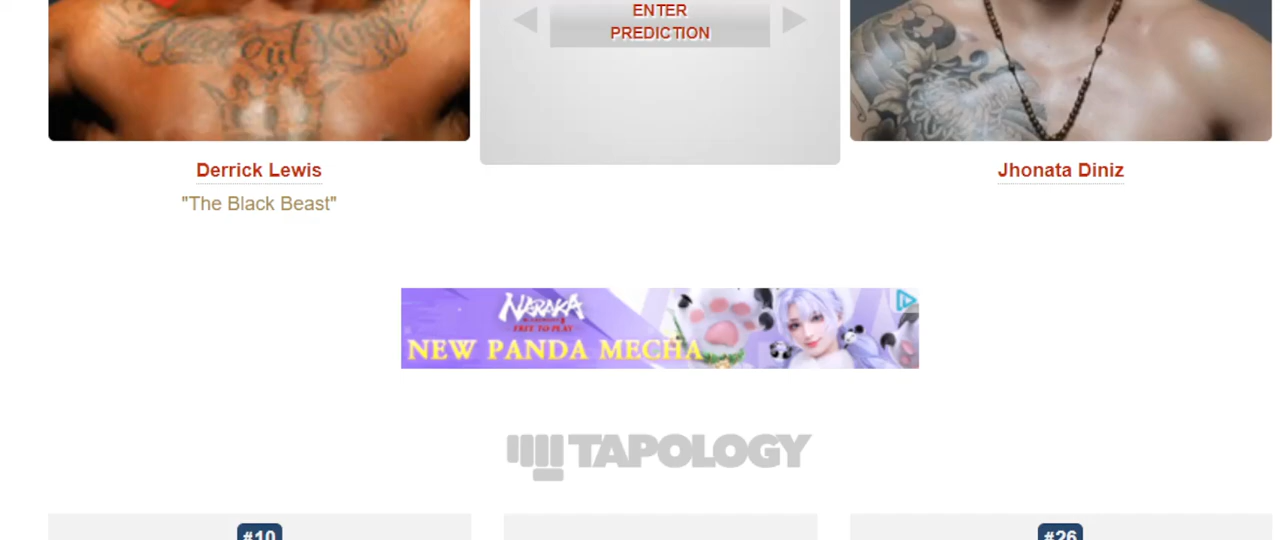 ENTER
PREDICTION
Derrick Lewis
Jhonata Diniz
"The Black Beast"
NARAKA
FREE TO PLAY
NEW PANDA MECHA
TAPOLOGY
#10
#26